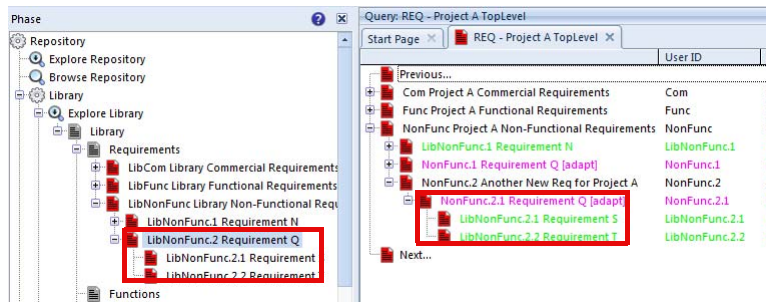 Phase
Repository
Explore Repository
Browse Repository
Library
Explore Library
Library
Requirements
LibCom Library Commercial Requirements
LibFunc Library Functional Requirements
LibNonFunc Library Non-Functional Requ
LibNonFunc.1 Requirement N
LibNonFunc.2 Requirement Q
LibNonFunc.2.1 Requirement
LibNonFunc.2.2 Requirement
Functions
Query: REQ - Project A TopLevel
Start Page REQ - Project A TopLevel
User ID
Previous...
Com Project A Commercial Requirements Com
Func Project A Functional Requirements Func
NonFunc Project A Non-Functional Requirements NonFunc
LibNonFunc.1 Requirement N LibNonFunc.1
NonFunc.1 Requirement Q [adapt] NonFunc.1
NonFunc.2 Another New Req for Project A NonFunc.2
NonFunc.2.1 Requirement Q [adapt] NonFunc.2.1
LibNonFunc.2.1 Requirement S LibNonFunc.2.1
LibNonFunc.2.2 Requirement T LibNonFunc.2.2
Next...